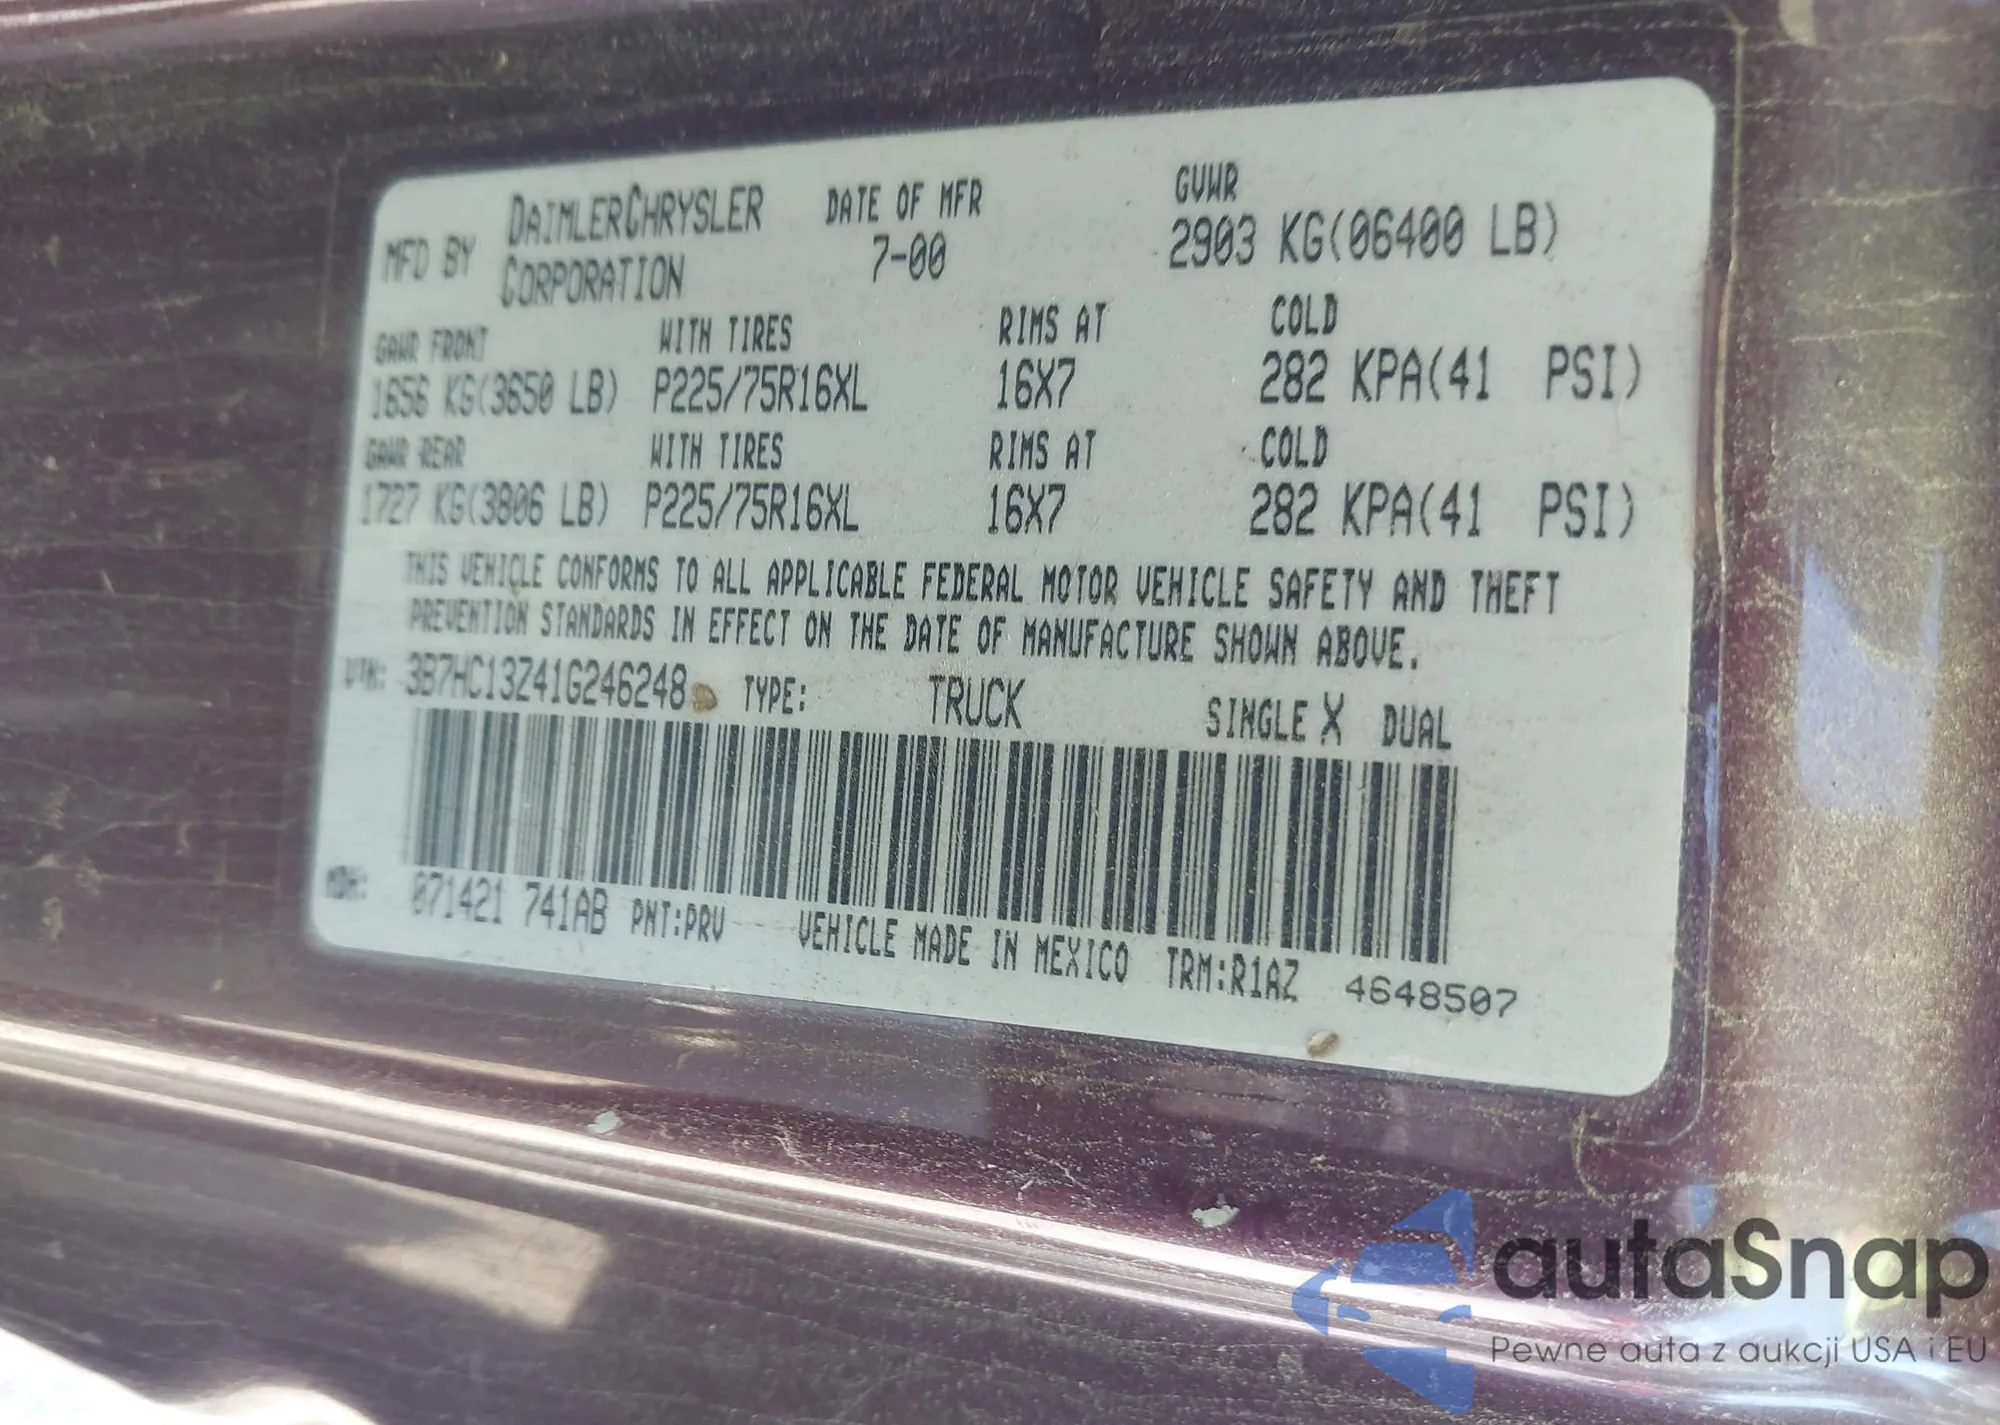 MFD BY DAIMLERCHRYSLER CORPORATION DATE OF MFR 7-00 GVWR 2903 KG(06400 LB)
GAWR FRONT WITH TIRES RIMS AT COLD
1656 KG(3650 LB) P225/75R16XL 16X7 282 KPA(41 PSI)
GAWR REAR WITH TIRES RIMS AT COLD
1727 KG(3806 LB) P225/75R16XL 16X7 282 KPA(41 PSI)
THIS VEHICLE CONFORMS TO ALL APPLICABLE FEDERAL MOTOR VEHICLE SAFETY AND THEFT
PREVENTION STANDARDS IN EFFECT ON THE DATE OF MANUFACTURE SHOWN ABOVE.
VIN: 3B7HC13Z41G246248 TYPE: TRUCK SINGLE X DUAL
MDH: 071421 741AB PNT:PRV VEHICLE MADE IN MEXICO TRM:R1AZ 4648507
autaSnap
Pewne auta z aukcji USA i EU